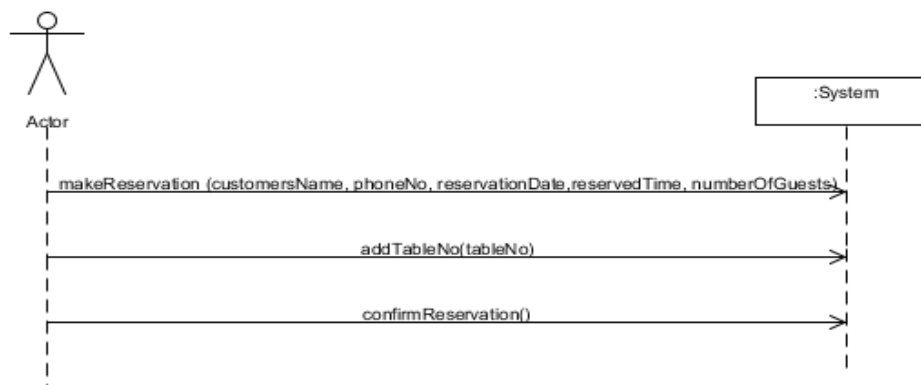 :System
Actor
makeReservation (customersName, phoneNo, reservationDate,reservedTime, numberOfGuests)
addTableNo(tableNo)
confirmReservation()